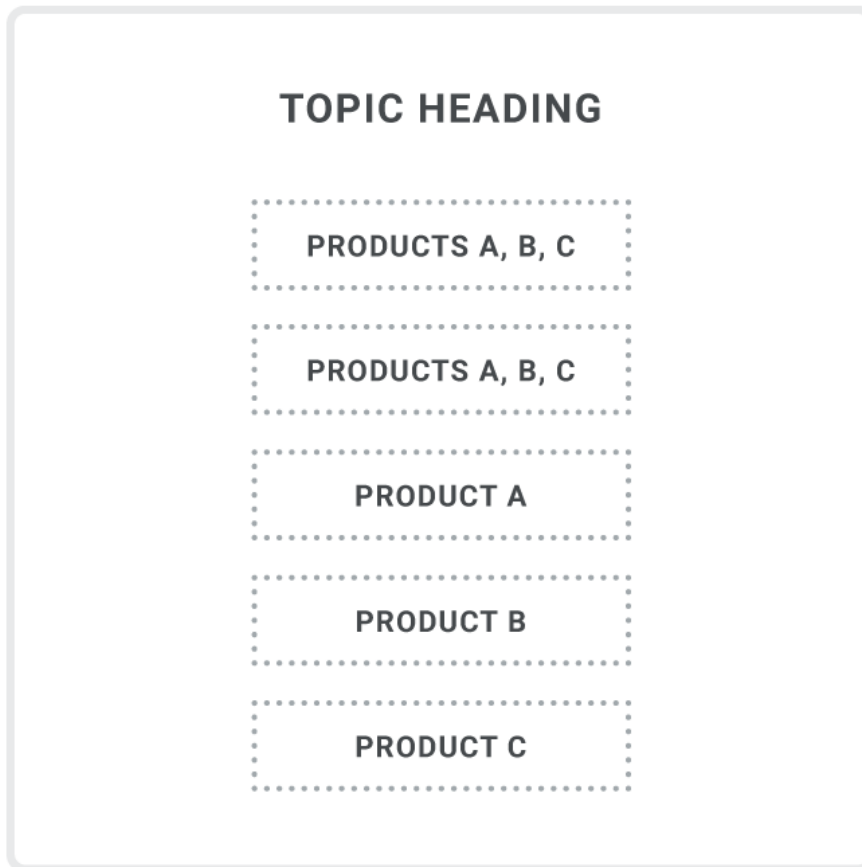 TOPIC HEADING
PRODUCTS A, B, C
PRODUCTS A, B, C
PRODUCT A
PRODUCT B
PRODUCT C